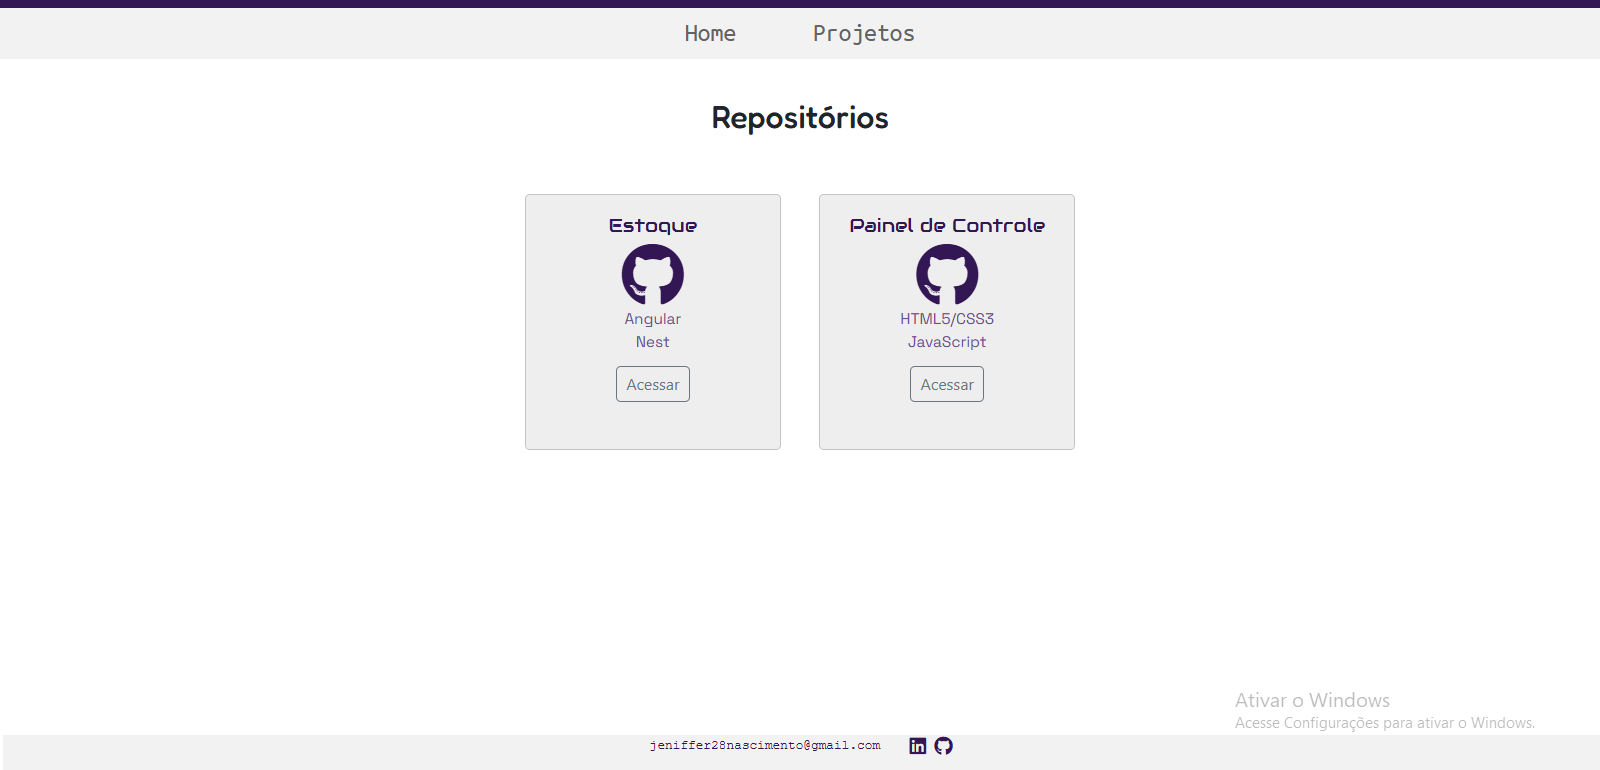 Home Projetos
Repositórios
Estoque
Angular
Nest
Acessar
Painel de Controle
HTML5/CSS3
JavaScript
Acessar
Ativar o Windows
Acesse Configurações para ativar o Windows.
jeniffer28nascimento@gmail.com